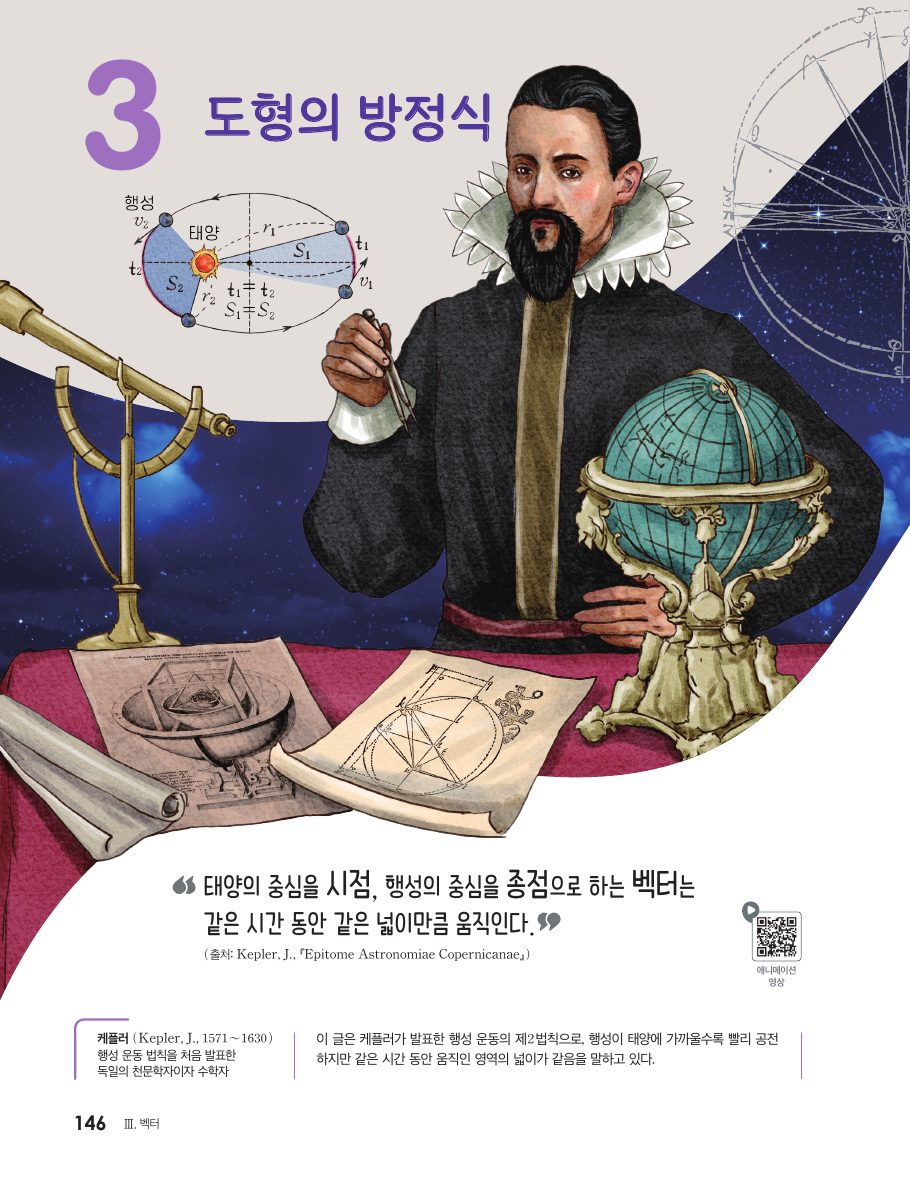 3 도형의 방정식
행성
v₂
태양
r₁
t₁
S₁
t₂
S₂
r₂
v₁
t₁=t₂
S₁=S₂
“태양의 중심을 시점, 행성의 중심을 종점으로 하는 벡터는
같은 시간 동안 같은 넓이만큼 움직인다.”
(출처: Kepler, J., 『Epitome Astronomiae Copernicanae』)
애니메이션
영상
케플러 (Kepler, J., 1571~1630)
행성 운동 법칙을 처음 발표한
독일의 천문학자이자 수학자
이 글은 케플러가 발표한 행성 운동의 제2법칙으로, 행성이 태양에 가까울수록 빨리 공전
하지만 같은 시간 동안 움직인 영역의 넓이가 같음을 말하고 있다.
146 Ⅲ. 벡터